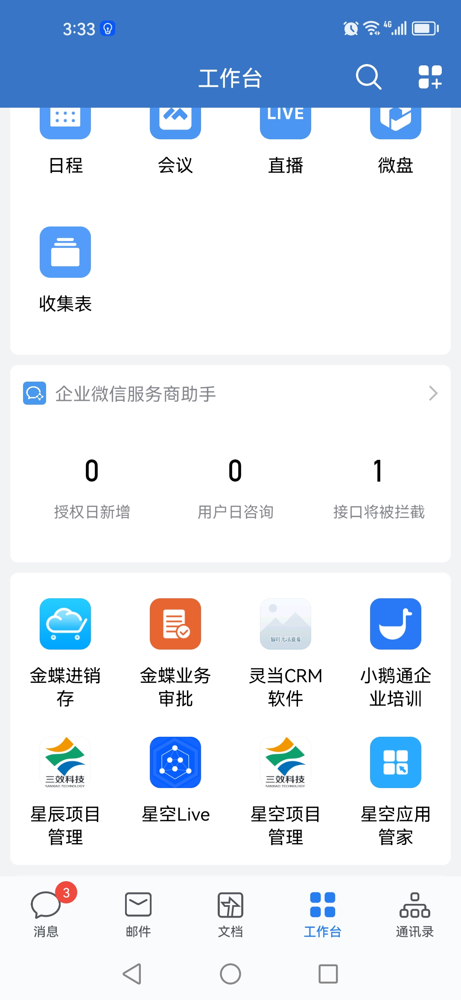 3:33
4G
工作台
LIVE
日程 会议 直播 微盘
收集表
企业微信服务商助手
0 0 1
授权日新增 用户日咨询 接口将被拦截
暂时无法查看
金蝶进销存 金蝶业务审批 灵当CRM软件 小鹅通企业培训
三效科技 三效科技
SANXIAO TECHNOLOGY SANXIAO TECHNOLOGY
星辰项目管理 星空Live 星空项目管理 星空应用管家
3
消息 邮件 文档 工作台 通讯录